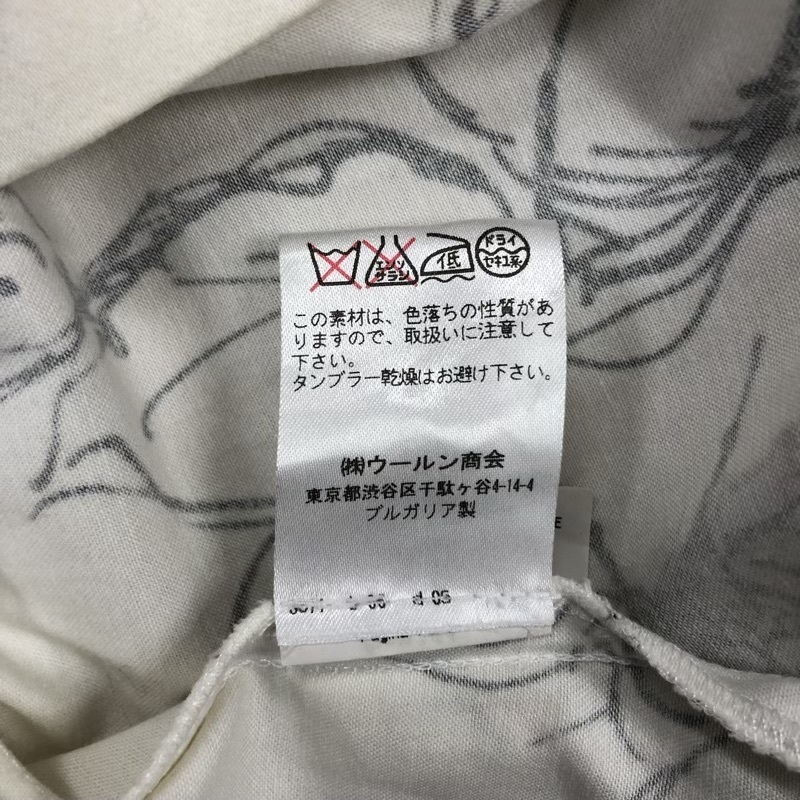 エンソ
サラシ
低
ドライ
セキユ系
この素材は、色落ちの性質があ
りますので、取扱いに注意して
下さい。
タンブラー乾燥はお避け下さい。
㈱ウールン商会
東京都渋谷区千駄ヶ谷4-14-4
ブルガリア製
E